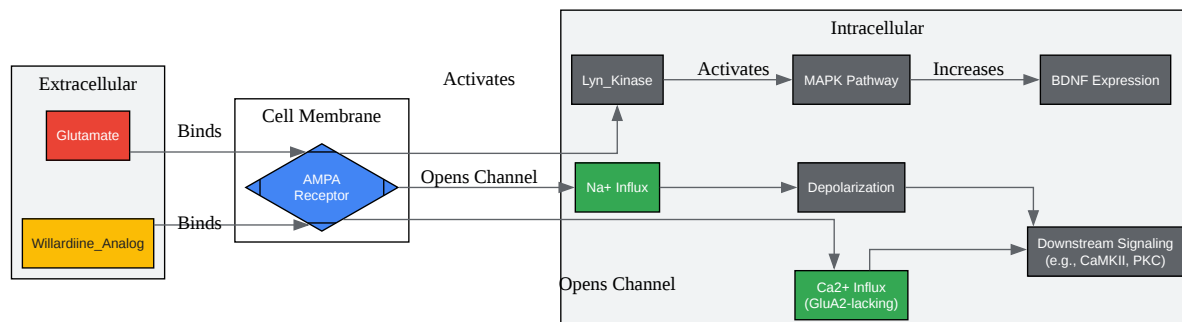 Intracellular
Extracellular
Activates
Lyn_Kinase
Activates
MAPK Pathway
Increases
BDNF Expression
Glutamate
Binds
Cell Membrane
AMPA
Receptor
Opens Channel
Na+ Influx
Depolarization
Willardiine_Analog
Binds
Downstream Signaling
(e.g., CaMKII, PKC)
Opens Channel
Ca2+ Influx
(GluA2-lacking)